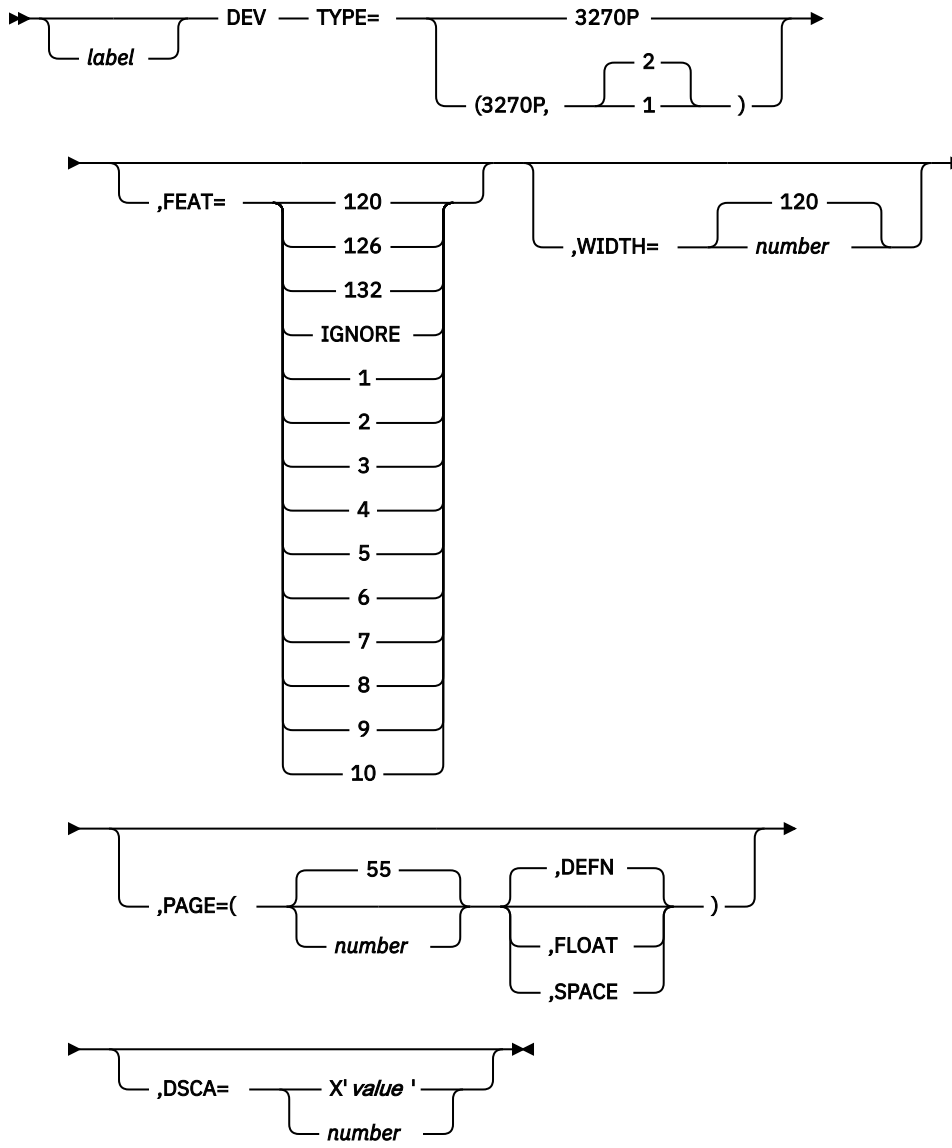 DEV TYPE= 3270P
label
2
(3270P, 1 )
,FEAT= 120
126
132
IGNORE
1
2
3
4
5
6
7
8
9
10
120
,WIDTH= number
55 ,DEFN
,PAGE=( )
number ,FLOAT
,SPACE
,DSCA= X' value '
number